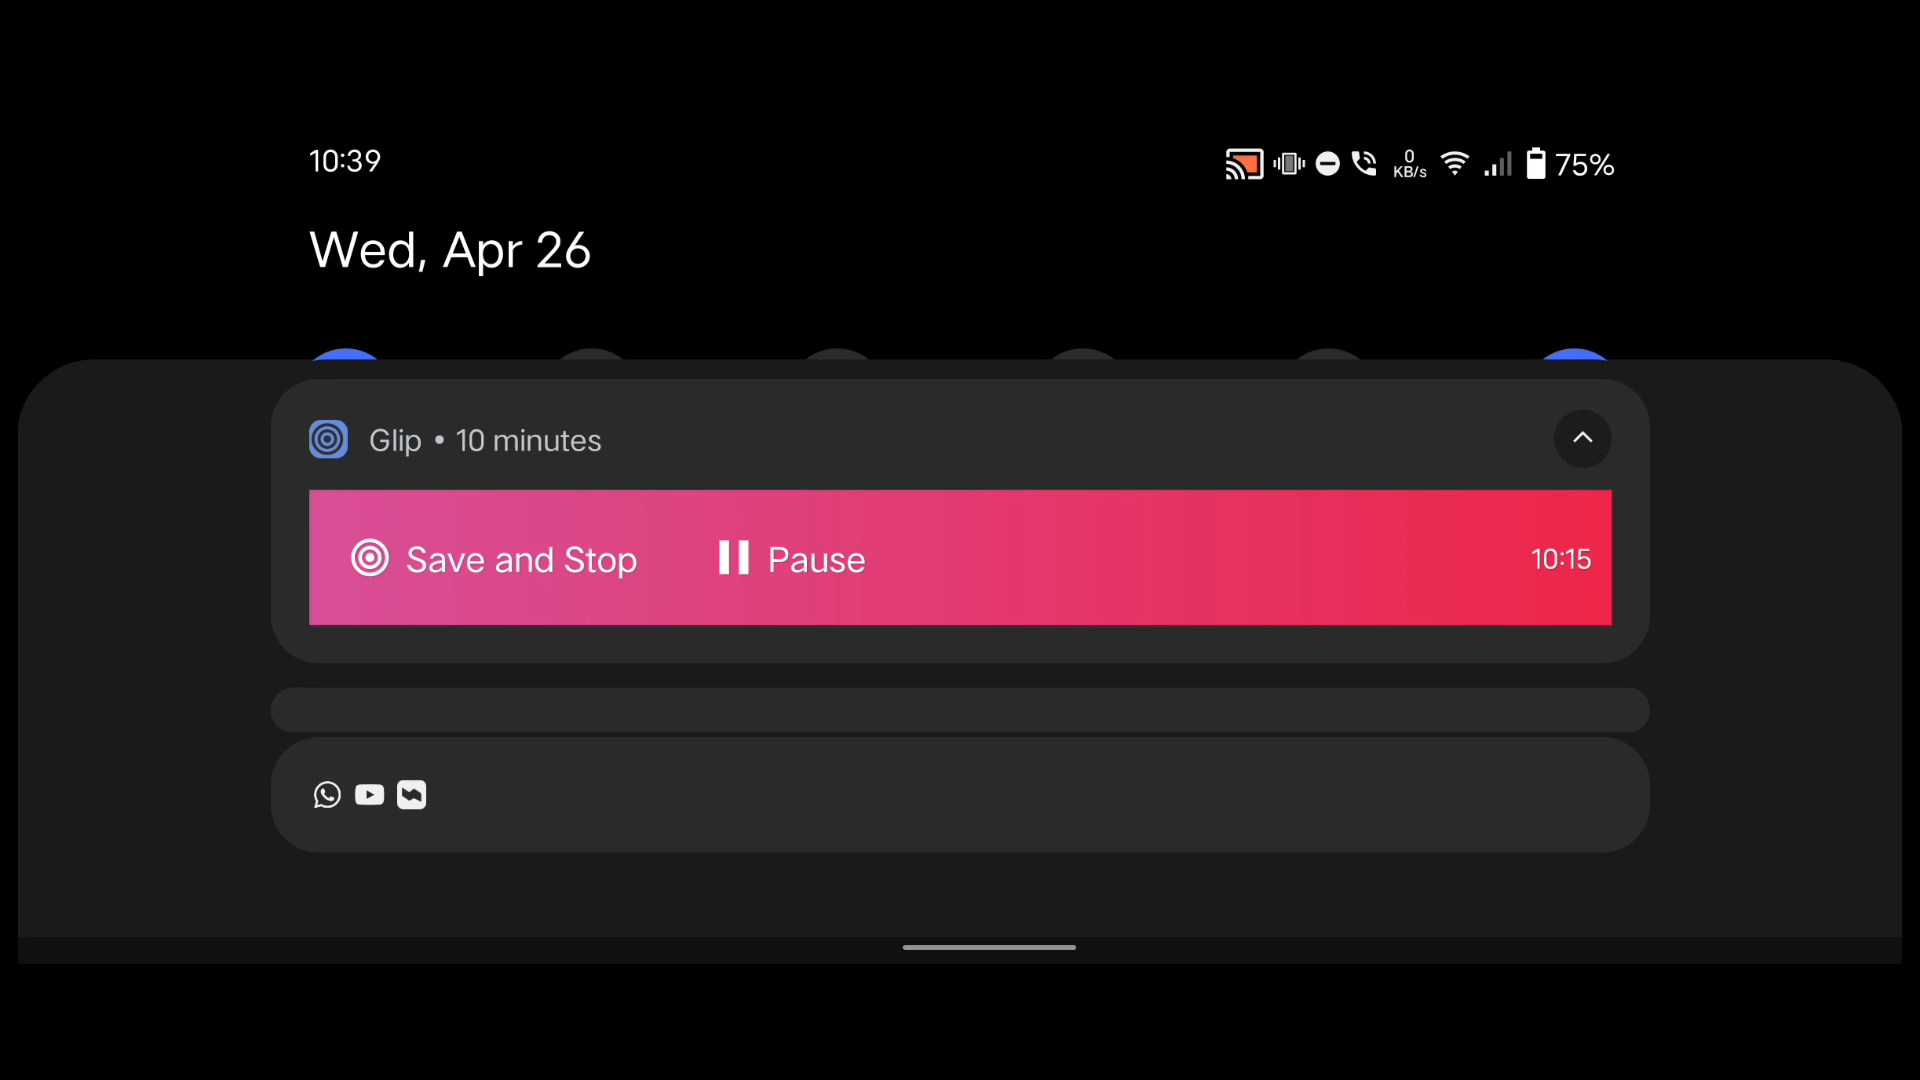 10:39
0
KB/s
75%
Wed, Apr 26
Glip • 10 minutes
Save and Stop
Pause
10:15